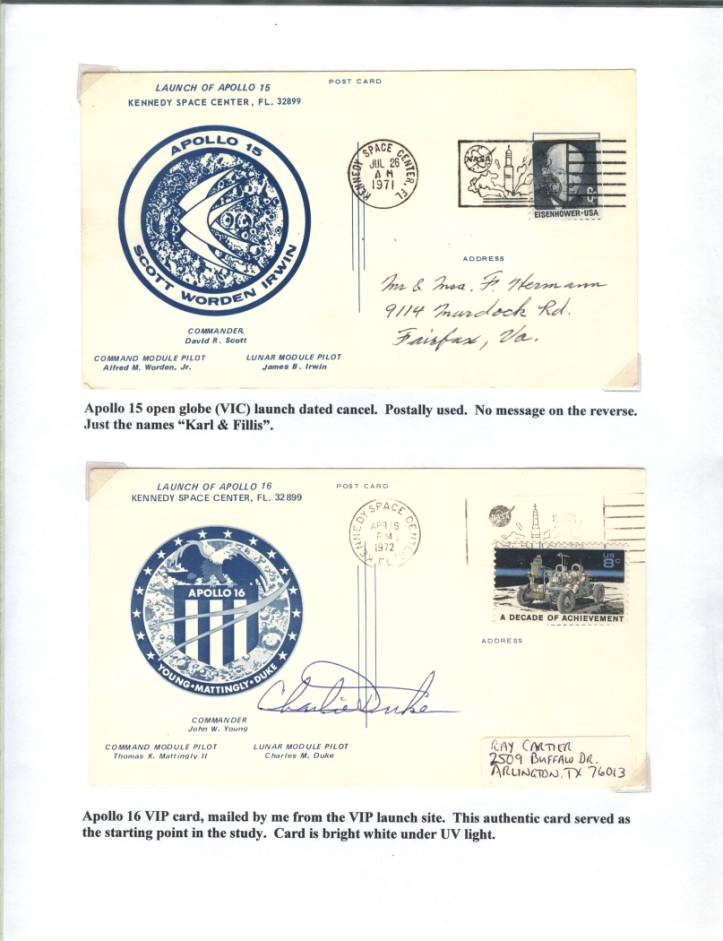 LAUNCH OF APOLLO 15
KENNEDY SPACE CENTER, FL. 32899
POST CARD
APOLLO 15
SCOTT WORDEN IRWIN
KENNEDY SPACE CENTER, FL.
JUL 26
AM
1971
NASA
EISENHOWER·USA
ADDRESS
Mr & Mrs. F. Hermann
9114 Murdock Rd.
Fairfax, Va.
COMMANDER,
David R. Scott
COMMAND MODULE PILOT
Alfred M. Worden, Jr.
LUNAR MODULE PILOT
James B. Irwin
Apollo 15 open globe (VIC) launch dated cancel. Postally used. No message on the reverse.
Just the names “Karl & Fillis”.
LAUNCH OF APOLLO 16
KENNEDY SPACE CENTER, FL. 32899
POST CARD
APOLLO 16
YOUNG·MATTINGLY·DUKE
KENNEDY SPACE CENTER
APR 16
PM
1972
FL
NASA
US
8c
A DECADE OF ACHIEVEMENT
ADDRESS
Charlie Duke
COMMANDER
John W. Young
COMMAND MODULE PILOT
Thomas K. Mattingly II
LUNAR MODULE PILOT
Charles M. Duke
RAY CARTIER
2509 BUFFALO DR.
ARLINGTON, TX 76013
Apollo 16 VIP card, mailed by me from the VIP launch site. This authentic card served as
the starting point in the study. Card is bright white under UV light.